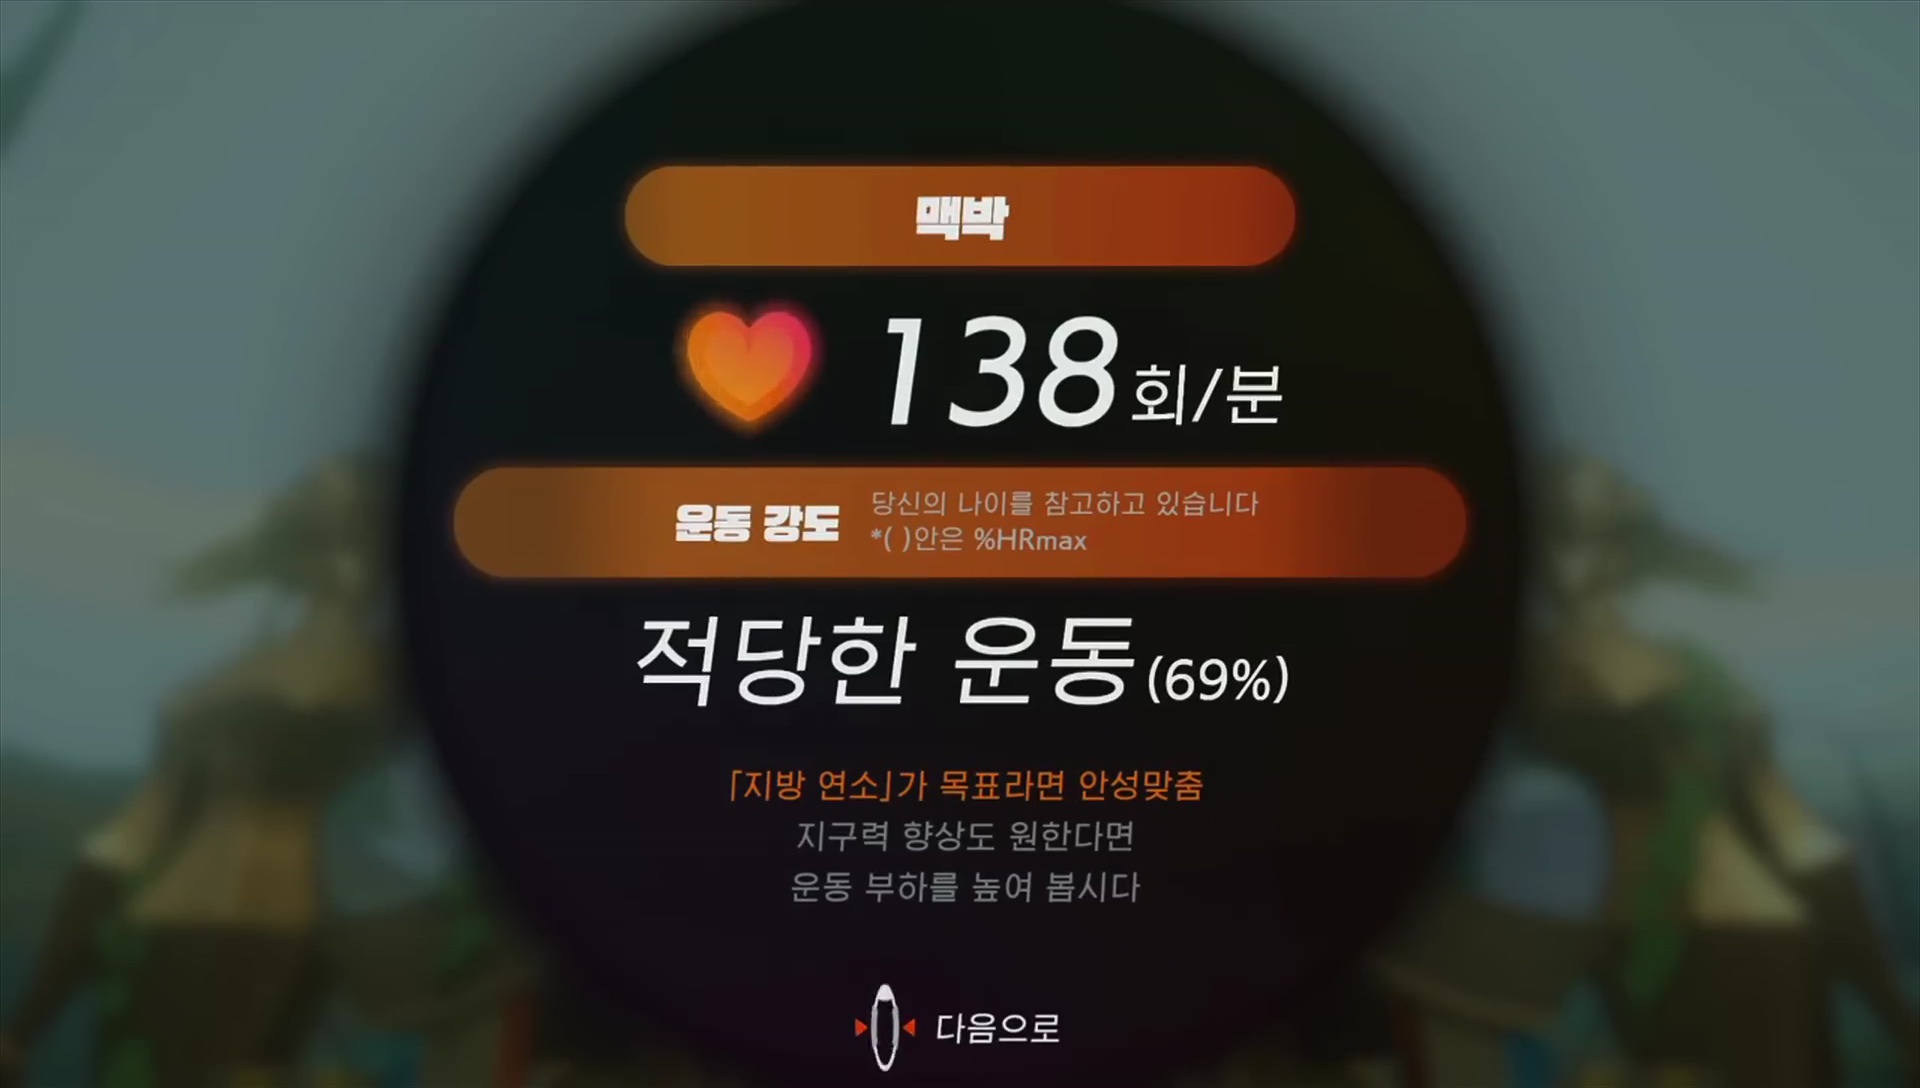 맥박
138회/분
운동 강도
당신의 나이를 참고하고 있습니다
*( )안은 %HRmax
적당한 운동(69%)
「지방 연소」가 목표라면 안성맞춤
지구력 향상도 원한다면
운동 부하를 높여 봅시다
다음으로